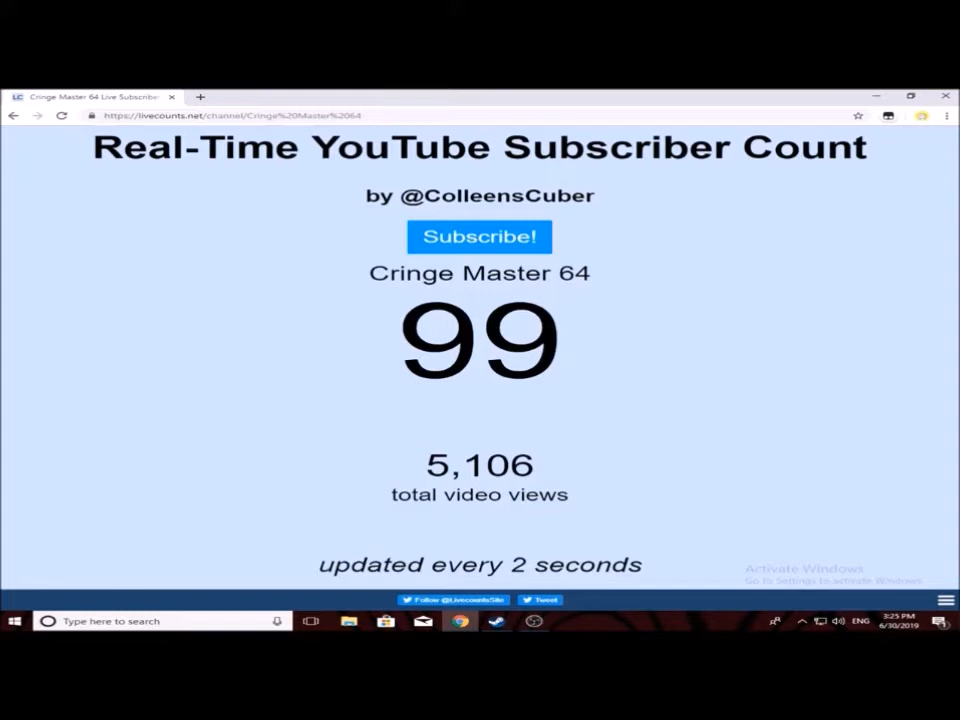 Cringe Master 64 Live Subscribe
https://livecounts.net/channel/Cringe%20Master%2064
Real-Time YouTube Subscriber Count
by @ColleensCuber
Subscribe!
Cringe Master 64
99
5,106
total video views
updated every 2 seconds
Activate Windows
Go to Settings to activate Windows.
Follow @LivecountsSite
Tweet
Type here to search
ENG
3:25 PM
6/30/2019